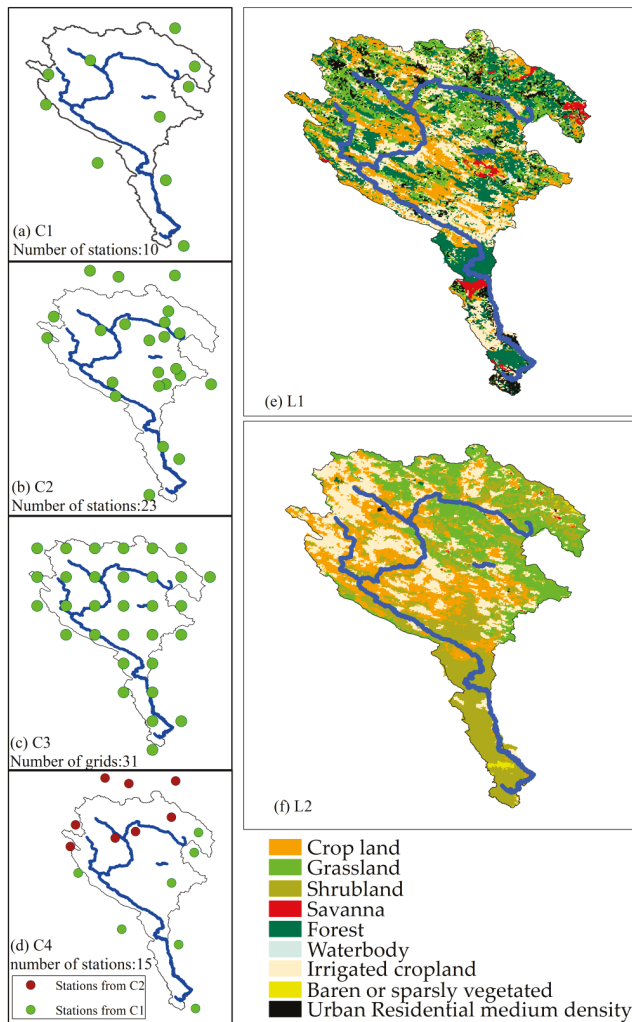 (a) C1
Number of stations:10
(b) C2
Number of stations:23
(c) C3
Number of grids:31
(d) C4
number of stations:15
Stations from C2
Stations from C1
(e) L1
(f) L2
Crop land
Grassland
Shrubland
Savanna
Forest
Waterbody
Irrigated cropland
Baren or sparsly vegetated
Urban Residential medium density